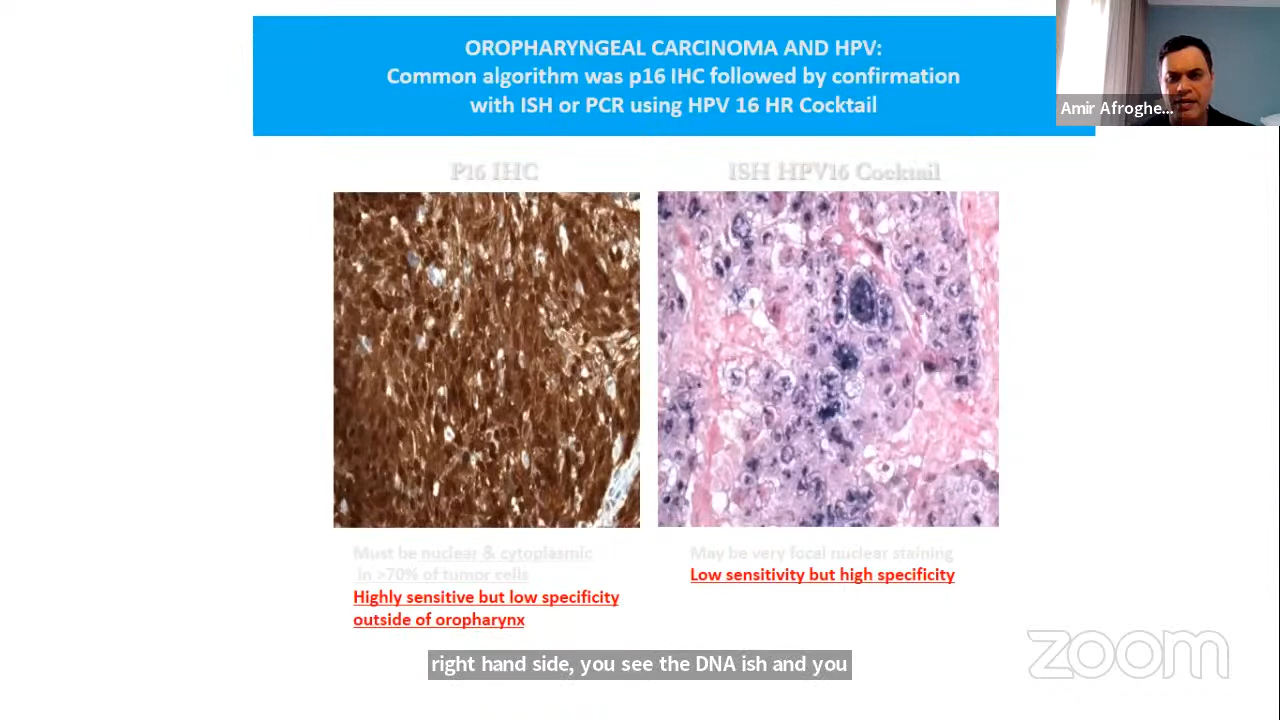 OROPHARYNGEAL CARCINOMA AND HPV:
Common algorithm was p16 IHC followed by confirmation
with ISH or PCR using HPV 16 HR Cocktail
Amir Afroghe...
P16 IHC
ISH HPV16 Cocktail
Must be nuclear & cytoplasmic
In >70% of tumor cells
Highly sensitive but low specificity
outside of oropharynx
May be very focal nuclear staining
Low sensitivity but high specificity
right hand side, you see the DNA ish and you
zoom